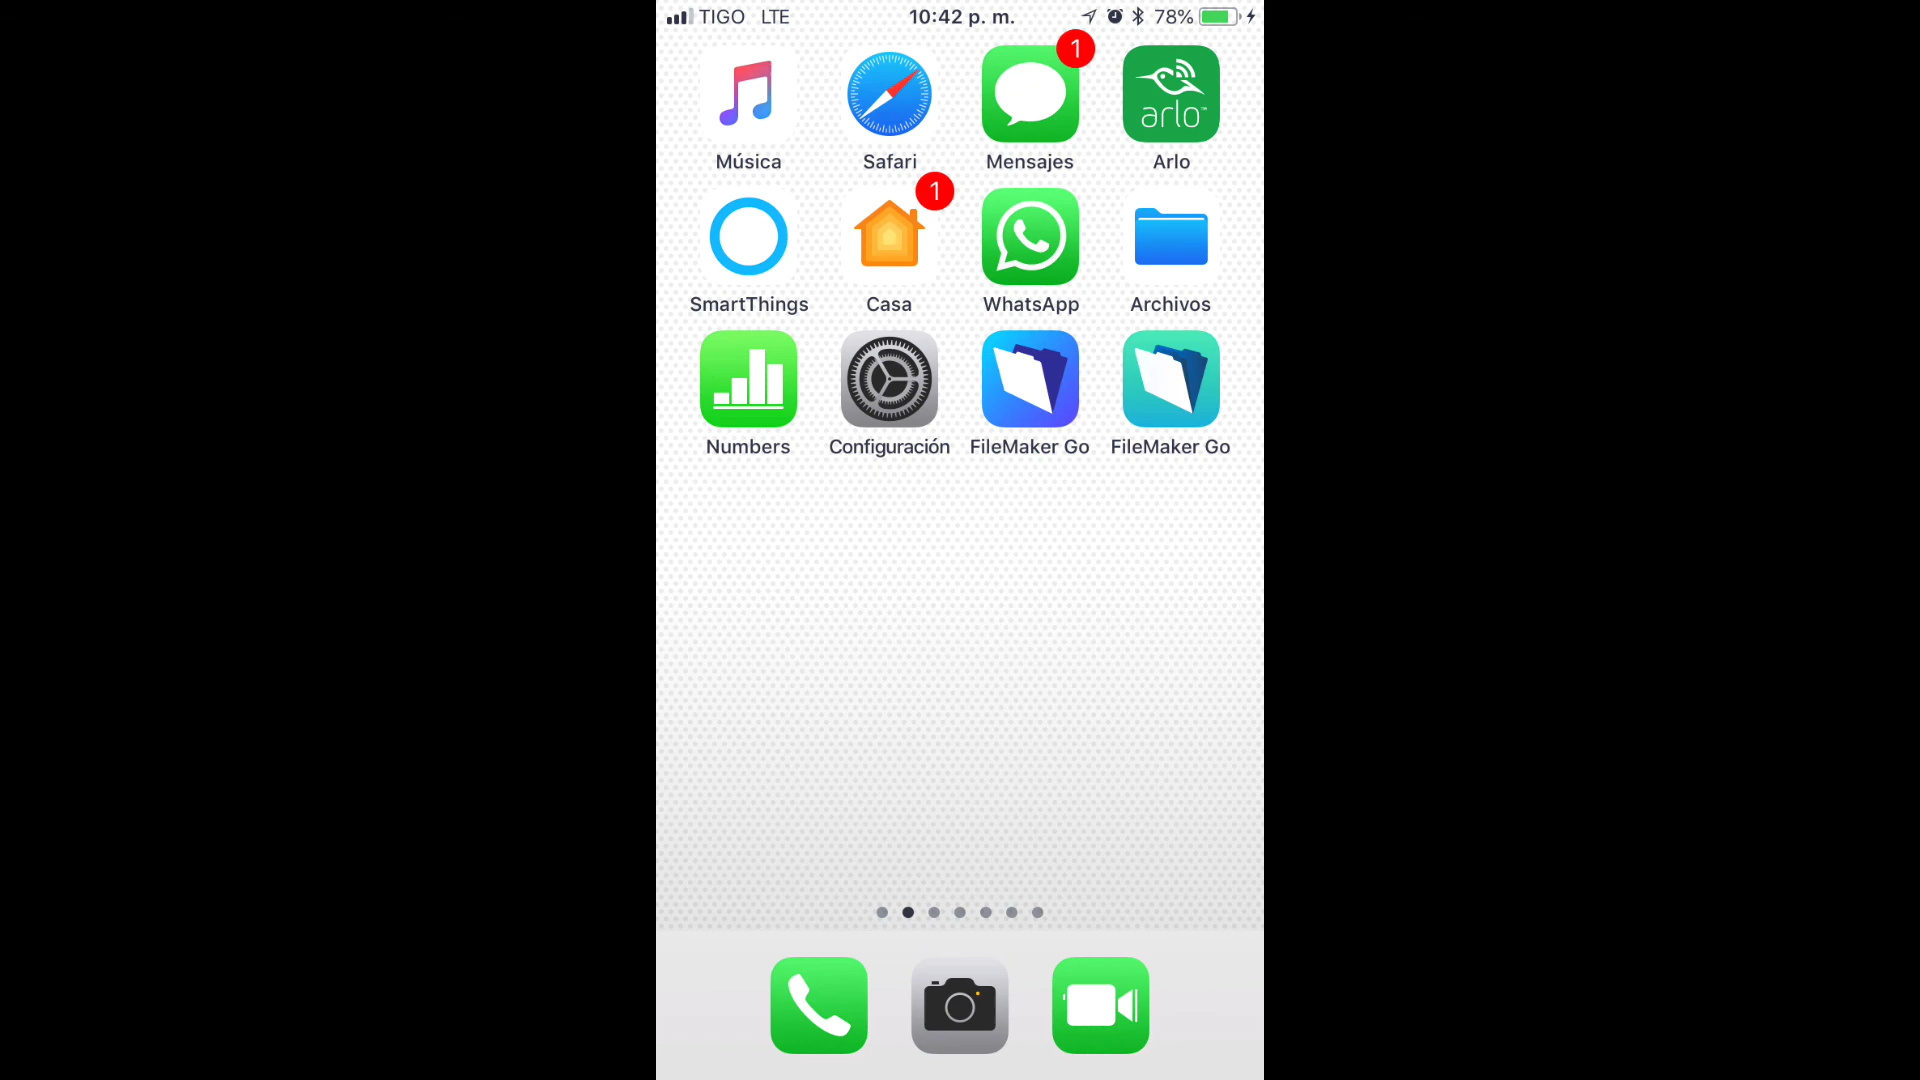 TIGO LTE 10:42 p. m. 78%
1
arlo™
Música Safari Mensajes Arlo
1
SmartThings Casa WhatsApp Archivos
Numbers Configuración FileMaker Go FileMaker Go